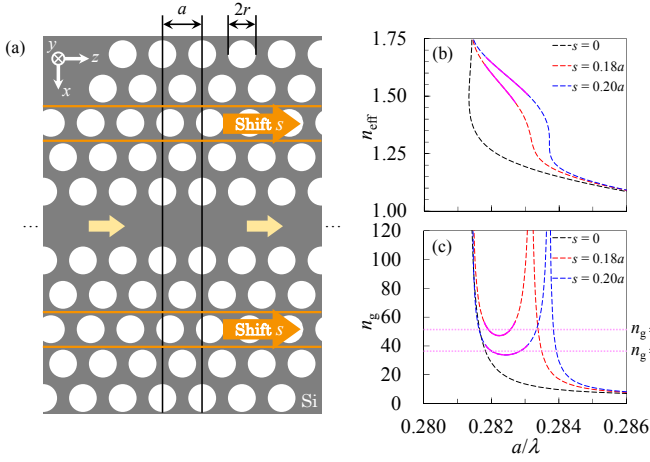 (a)
a
2r
y
z
x
Shift s
...
...
Shift s
Si
(b)
n_eff
1.75
1.50
1.25
1.00
s = 0
s = 0.18a
s = 0.20a
(c)
n_g
120
100
80
60
40
20
0
s = 0
s = 0.18a
s = 0.20a
n_g
n_g
0.280
0.282
0.284
0.286
a/λ